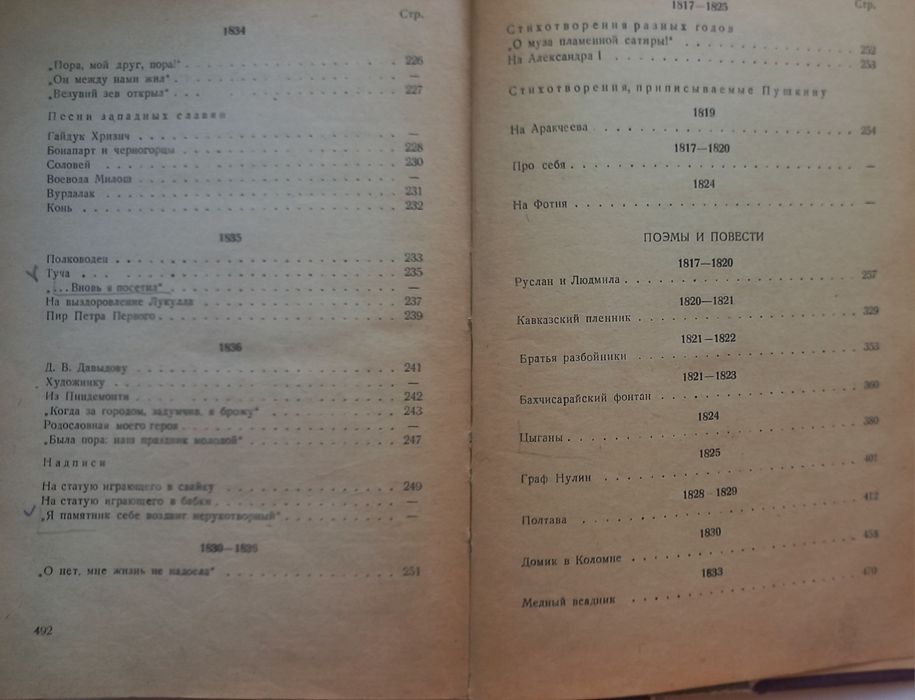 Стр.
1834
„Пора, мой друг, пора!" 226
„Он между нами жил" —
„Везувий зев открыл" 227
Песни западных славян
Гайдук Хризич —
Бонапарт и черногорцы 228
Соловей 230
Воевода Милош —
Вурдалак 231
Конь 232
1835
Полководец 233
Туча 235
„...Вновь я посетил" —
На выздоровление Лукулла 237
Пир Петра Первого 239
1836
Д. В. Давыдову 241
Художнику —
Из Пиндемонти 242
„Когда за городом, задумчив, я брожу" 243
Родословная моего героя —
„Была пора: наш праздник молодой" 247
Надписи
На статую играющего в свайку 249
На статую играющего в бабки —
„Я памятник себе воздвиг нерукотворный" —
1830—1836
„О нет, мне жизнь не надоела" 251
492
1817—1825
Стр.
Стихотворения разных годов
„О муза пламенной сатиры!" 252
На Александра I 253
Стихотворения, приписываемые Пушкину
1819
На Аракчеева 254
1817—1820
Про себя —
1824
На Фотия —
ПОЭМЫ И ПОВЕСТИ
1817—1820
Руслан и Людмила 257
1820—1821
Кавказский пленник 329
1821—1822
Братья разбойники 353
1821—1823
Бахчисарайский фонтан 360
1824
Цыганы 380
1825
Граф Нулин 401
1828—1829
Полтава 412
1830
Домик в Коломне 458
1833
Медный всадник 470